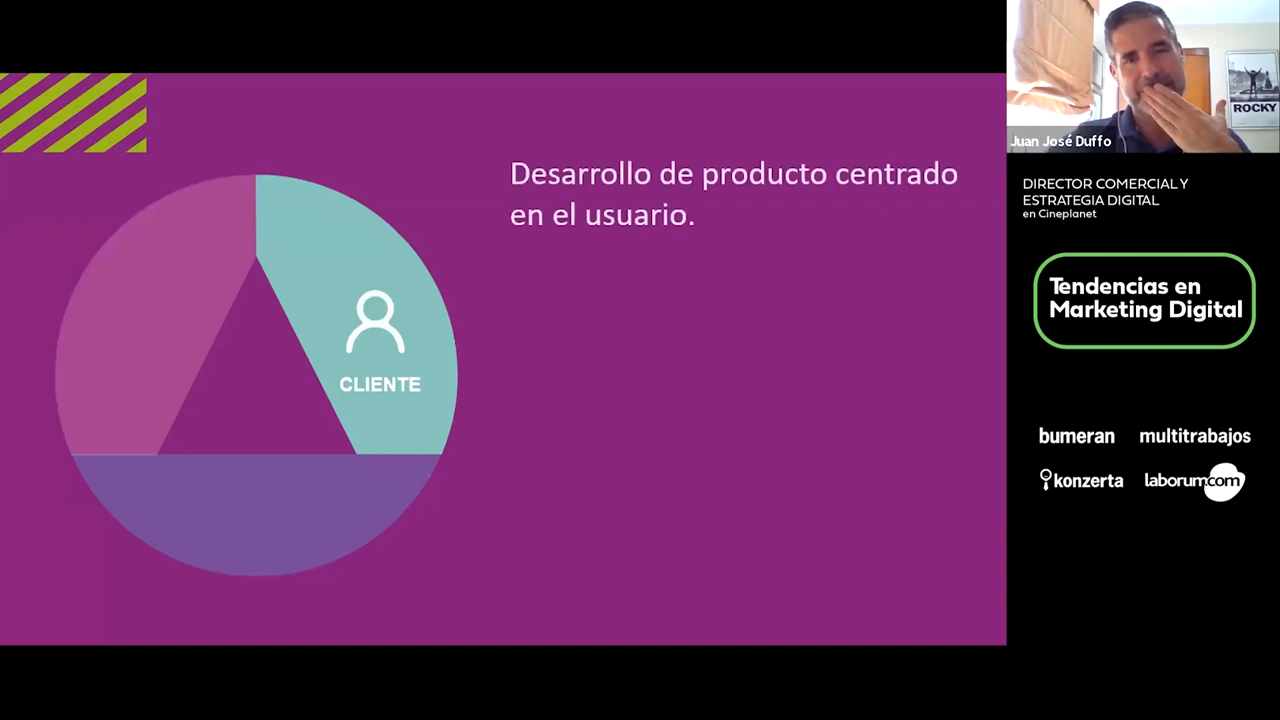 Desarrollo de producto centrado
en el usuario.
CLIENTE
ROCKY
Juan José Duffo
DIRECTOR COMERCIAL Y
ESTRATEGIA DIGITAL
en Cineplanet
Tendencias en
Marketing Digital
bumeran multitrabajos
konzerta laborum.com